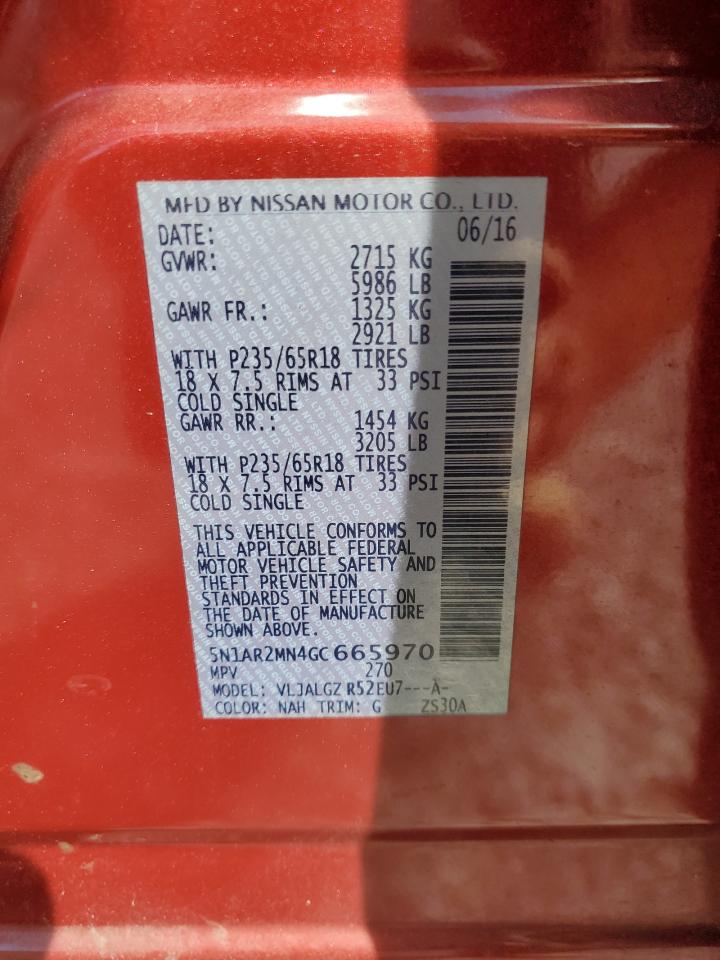 MFD BY NISSAN MOTOR CO., LTD.
DATE: 06/16
GVWR: 2715 KG
5986 LB
GAWR FR.: 1325 KG
2921 LB
WITH P235/65R18 TIRES
18 X 7.5 RIMS AT 33 PSI
COLD SINGLE
GAWR RR.: 1454 KG
3205 LB
WITH P235/65R18 TIRES
18 X 7.5 RIMS AT 33 PSI
COLD SINGLE
THIS VEHICLE CONFORMS TO
ALL APPLICABLE FEDERAL
MOTOR VEHICLE SAFETY AND
THEFT PREVENTION
STANDARDS IN EFFECT ON
THE DATE OF MANUFACTURE
SHOWN ABOVE.
5N1AR2MN4GC665970
MPV 270
MODEL: VLJALGZ R52EU7---A-
COLOR: NAH TRIM: G ZS30A